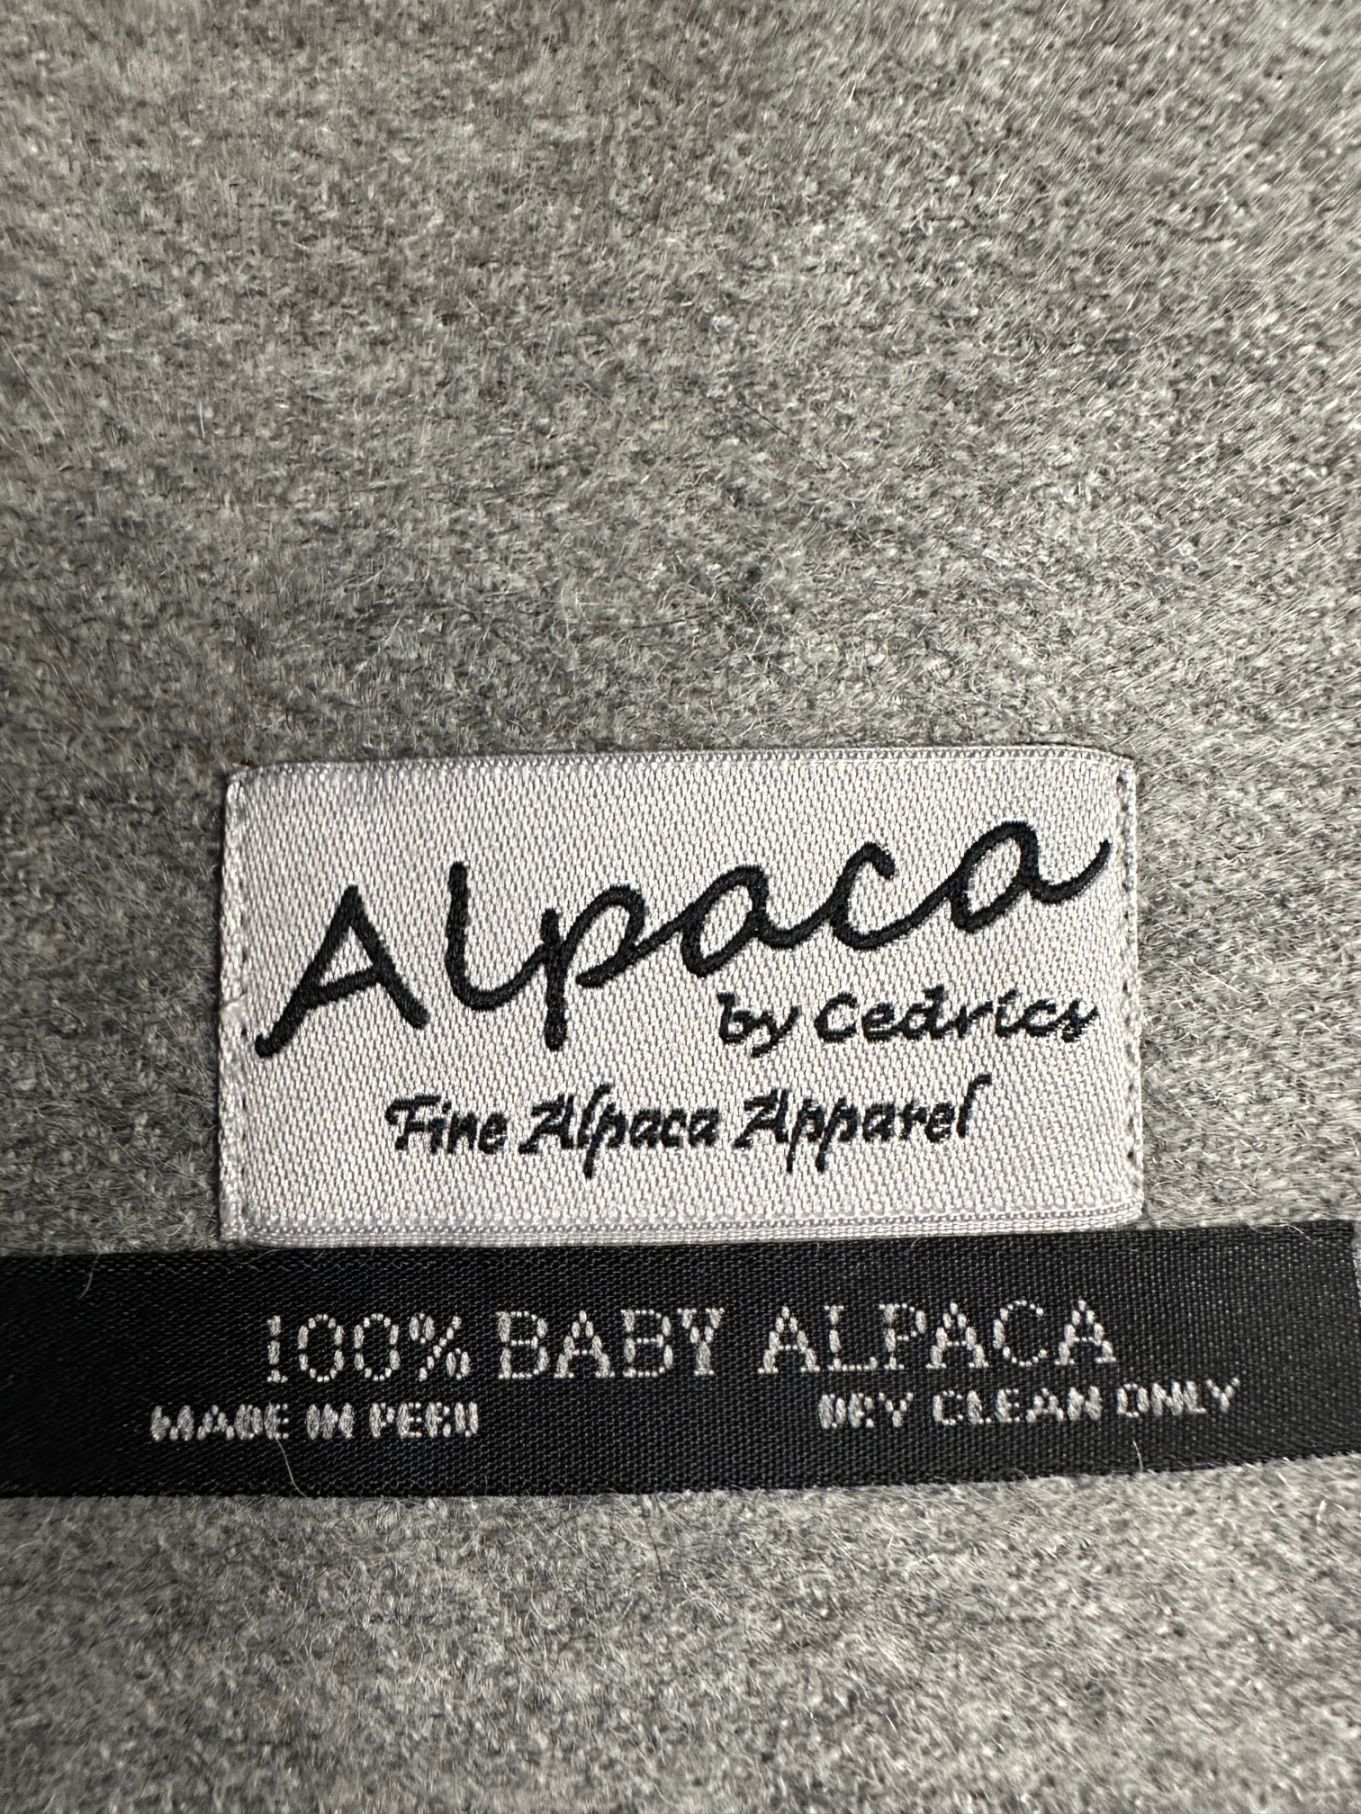 Alpaca
by Cedrics
Fine Alpaca Apparel
100% BABY ALPACA
MADE IN PERU
DRY CLEAN ONLY